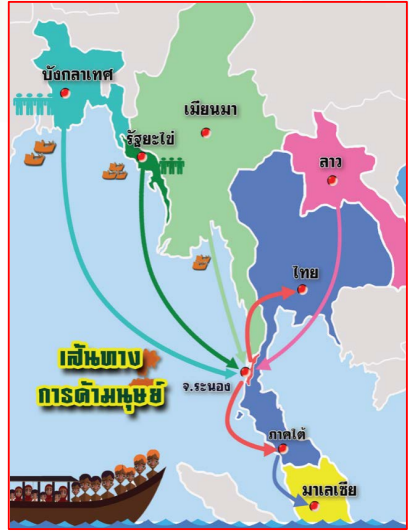 บังกลาเทศ
เมียนมา
รัฐยะไข่
ลาว
ไทย
เส้นทาง
การค้ามนุษย์
จ.ระนอง
ภาคใต้
มาเลเซีย